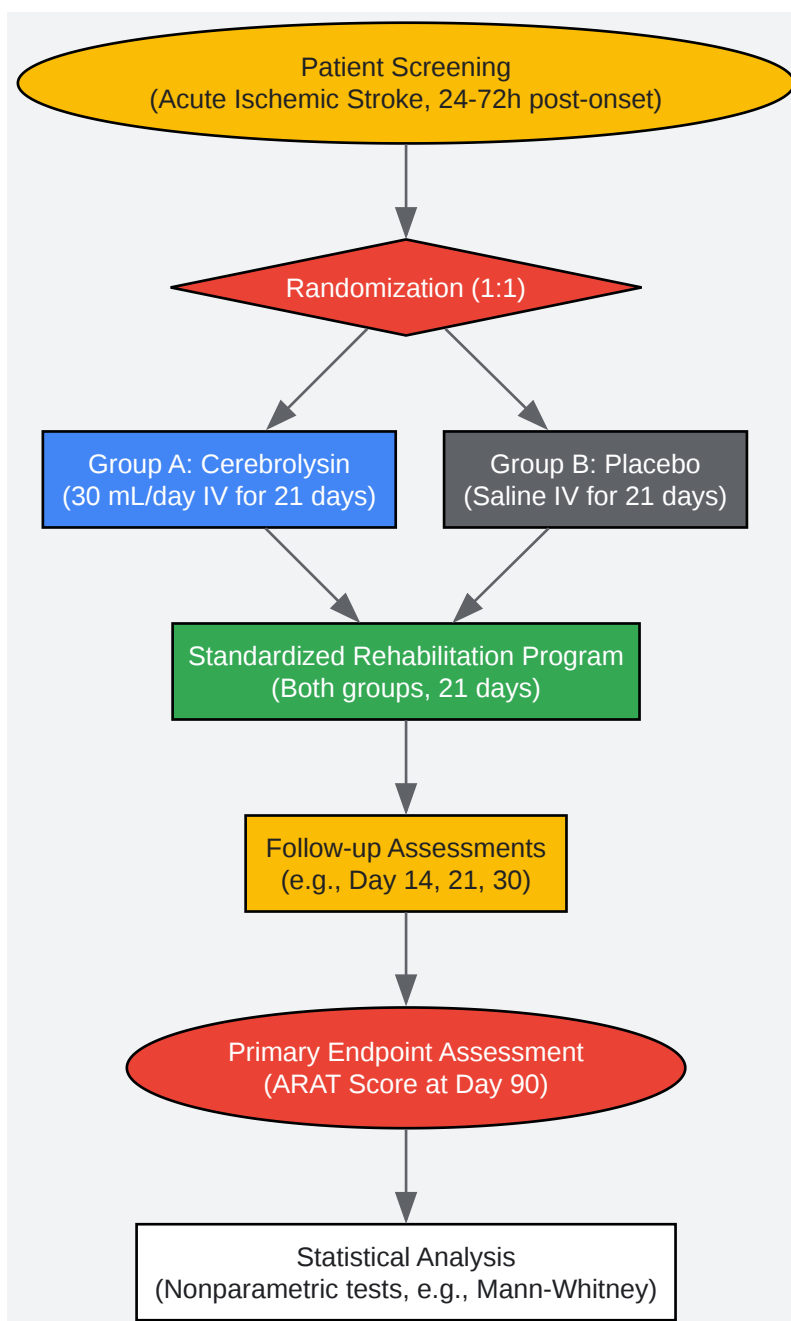 Patient Screening
(Acute Ischemic Stroke, 24-72h post-onset)
Randomization (1:1)
Group A: Cerebrolysin
(30 mL/day IV for 21 days)
Group B: Placebo
(Saline IV for 21 days)
Standardized Rehabilitation Program
(Both groups, 21 days)
Follow-up Assessments
(e.g., Day 14, 21, 30)
Primary Endpoint Assessment
(ARAT Score at Day 90)
Statistical Analysis
(Nonparametric tests, e.g., Mann-Whitney)